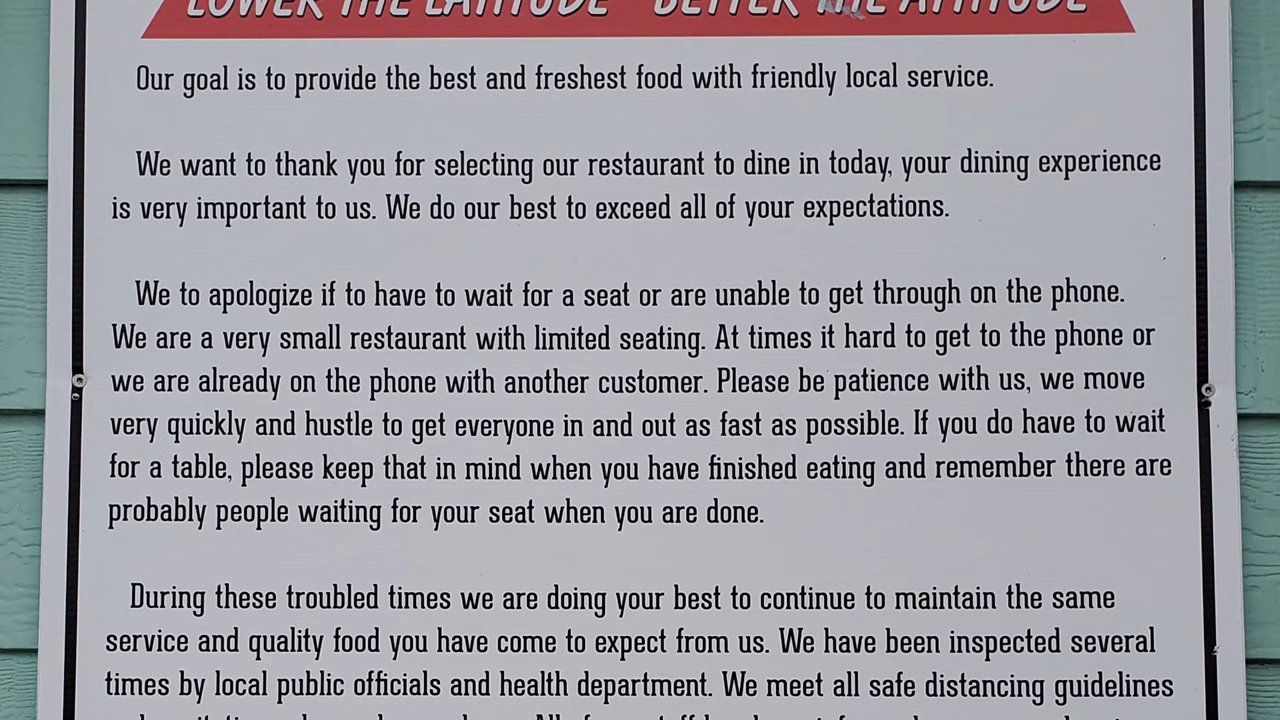 LOWER THE LATITUDE BETTER THE ATTITUDE
Our goal is to provide the best and freshest food with friendly local service.
We want to thank you for selecting our restaurant to dine in today, your dining experience
is very important to us. We do our best to exceed all of your expectations.
We to apologize if to have to wait for a seat or are unable to get through on the phone.
We are a very small restaurant with limited seating. At times it hard to get to the phone or
we are already on the phone with another customer. Please be patience with us, we move
very quickly and hustle to get everyone in and out as fast as possible. If you do have to wait
for a table, please keep that in mind when you have finished eating and remember there are
probably people waiting for your seat when you are done.
During these troubled times we are doing your best to continue to maintain the same
service and quality food you have come to expect from us. We have been inspected several
times by local public officials and health department. We meet all safe distancing guidelines